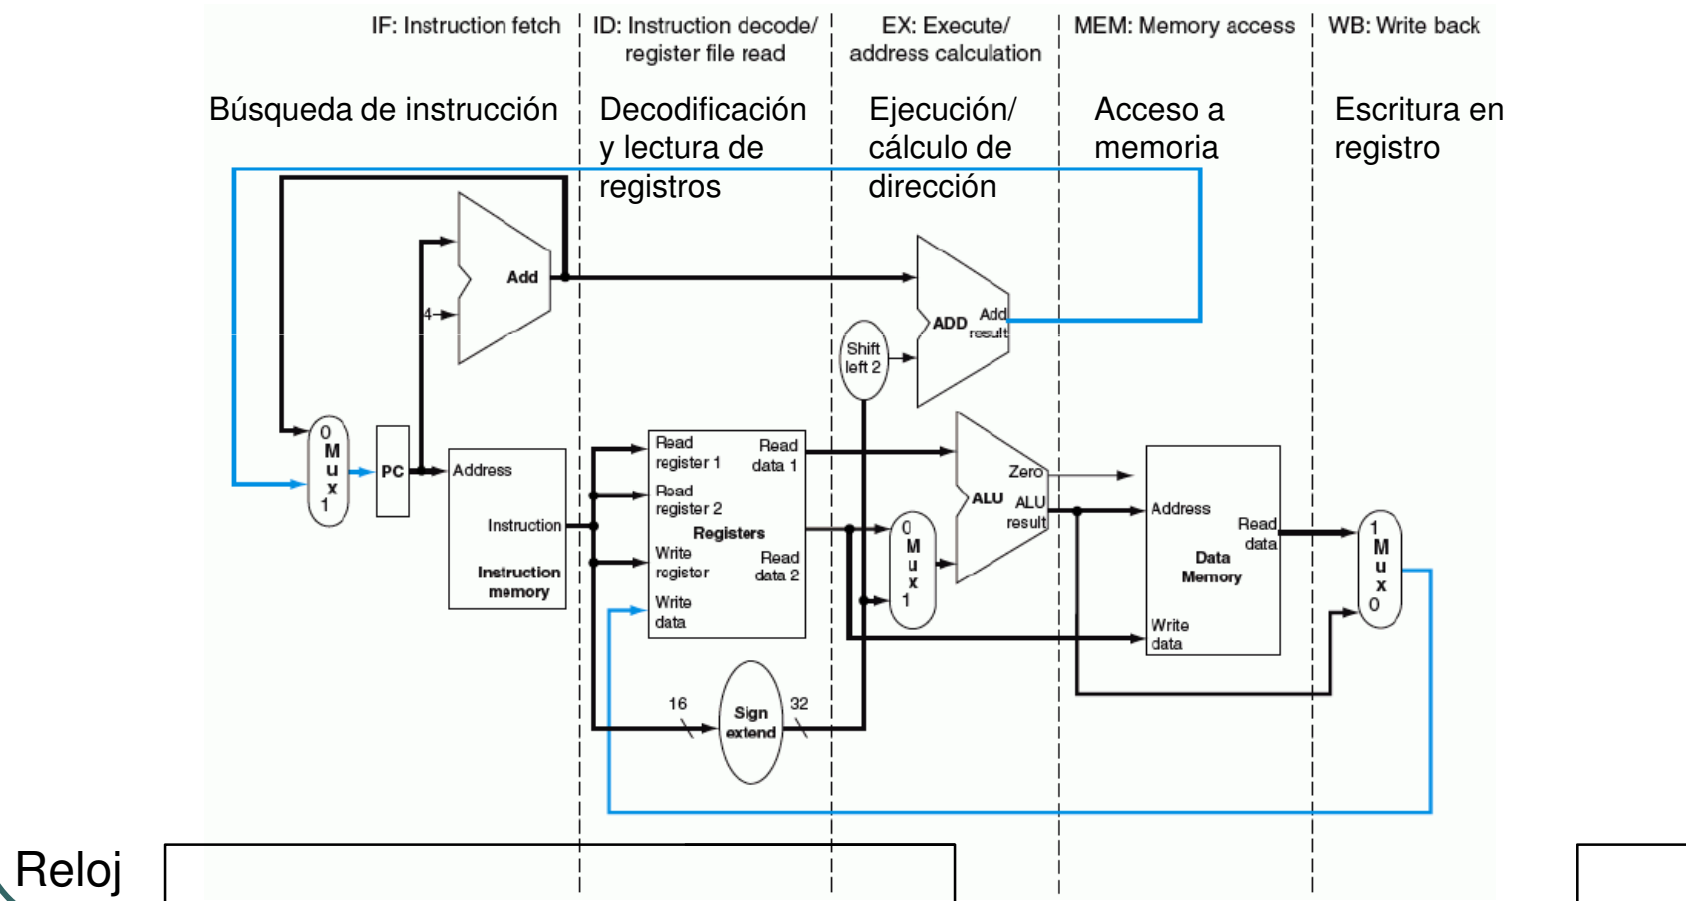 IF: Instruction fetch
ID: Instruction decode/
register file read
EX: Execute/
address calculation
MEM: Memory access
WB: Write back
Búsqueda de instrucción
Decodificación
y lectura de
registros
Ejecución/
cálculo de
dirección
Acceso a
memoria
Escritura en
registro
Add
4
ADD
Add
result
Shift
left 2
0
M
u
x
1
PC
Address
Instruction
Instruction
memory
Read
register 1
Read
register 2
Registers
Write
register
Write
data
Read
data 1
Read
data 2
16
Sign
extend
32
0
M
u
x
1
Zero
ALU
ALU
result
Address
Read
data
Data
Memory
Write
data
1
M
u
x
0
Reloj